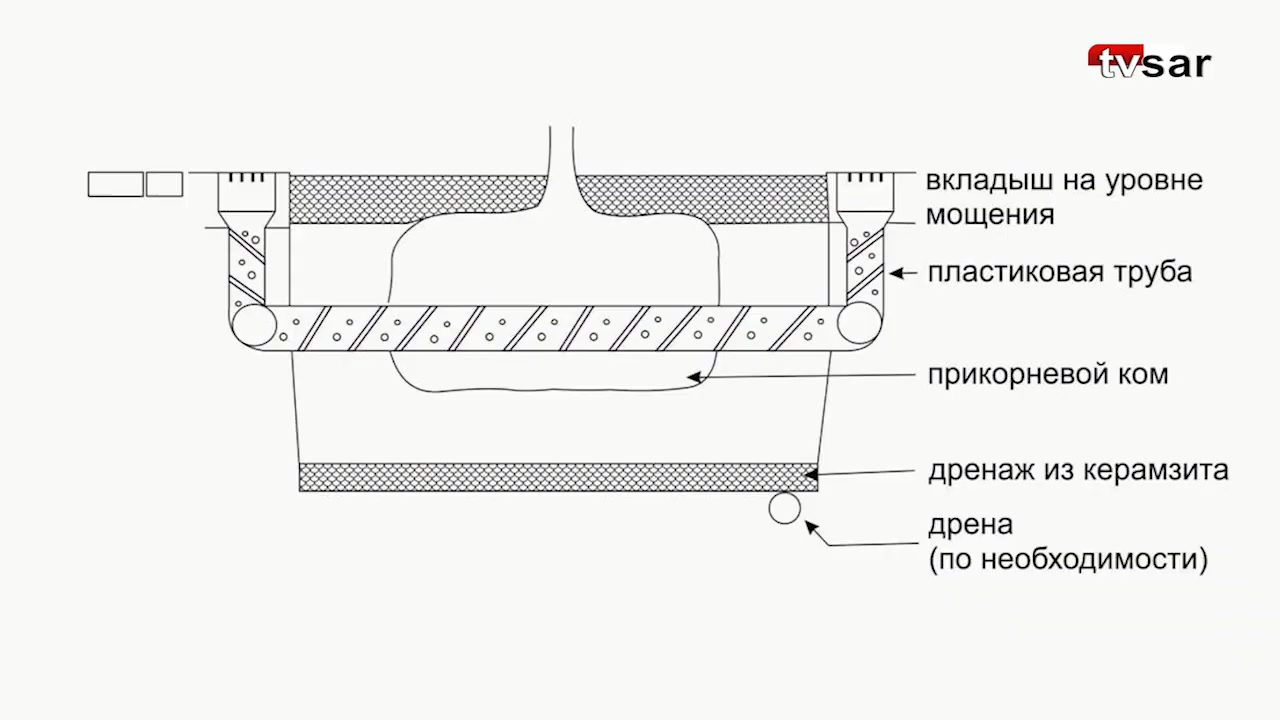 tvsar
вкладыш на уровне
мощения
пластиковая труба
прикорневой ком
дренаж из керамзита
дрена
(по необходимости)